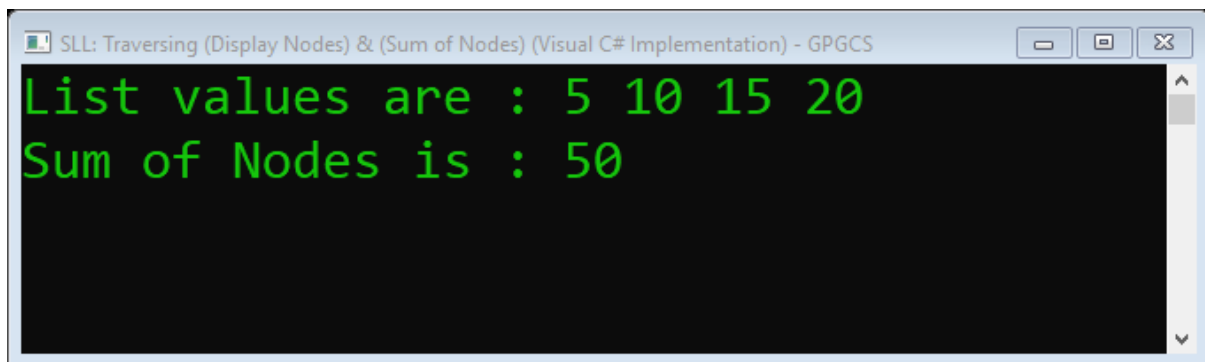 SLL: Traversing (Display Nodes) & (Sum of Nodes) (Visual C# Implementation) - GPGCS
List values are : 5 10 15 20
Sum of Nodes is : 50